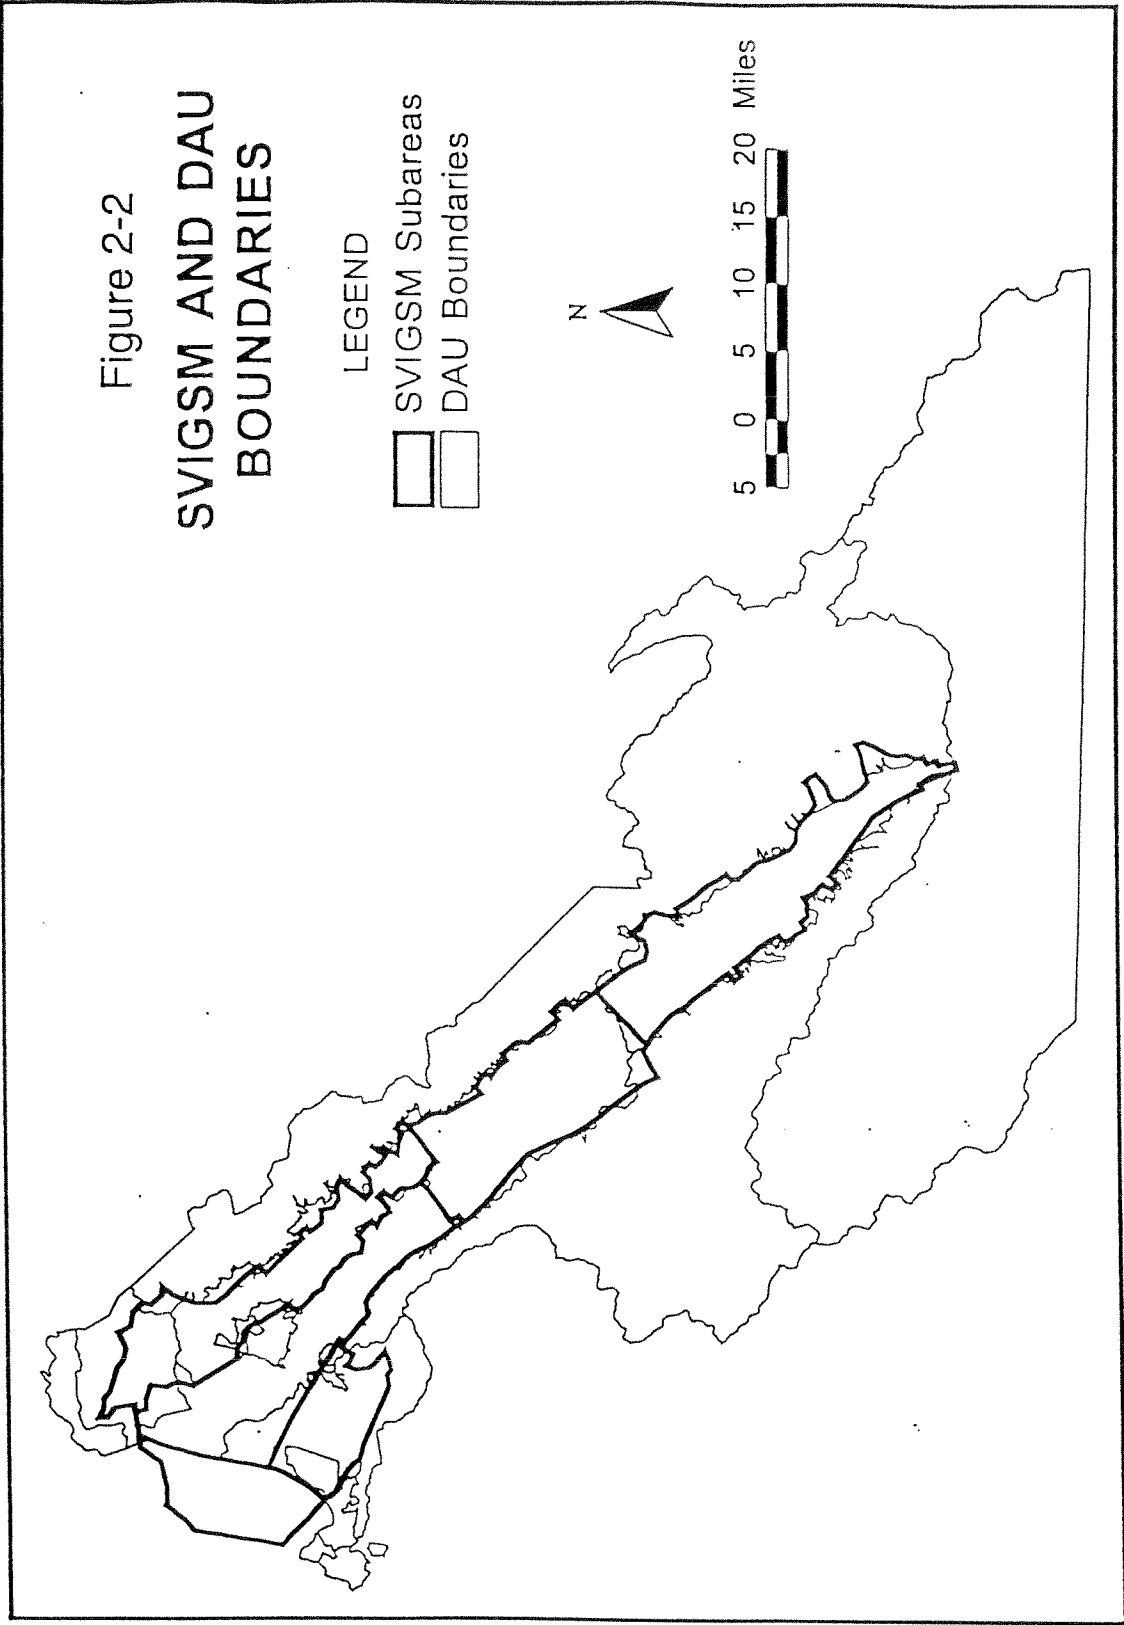 Figure 2-2
SVIGSM AND DAU
BOUNDARIES
LEGEND
SVIGSM Subareas
DAU Boundaries
N
5 0 5 10 15 20 Miles